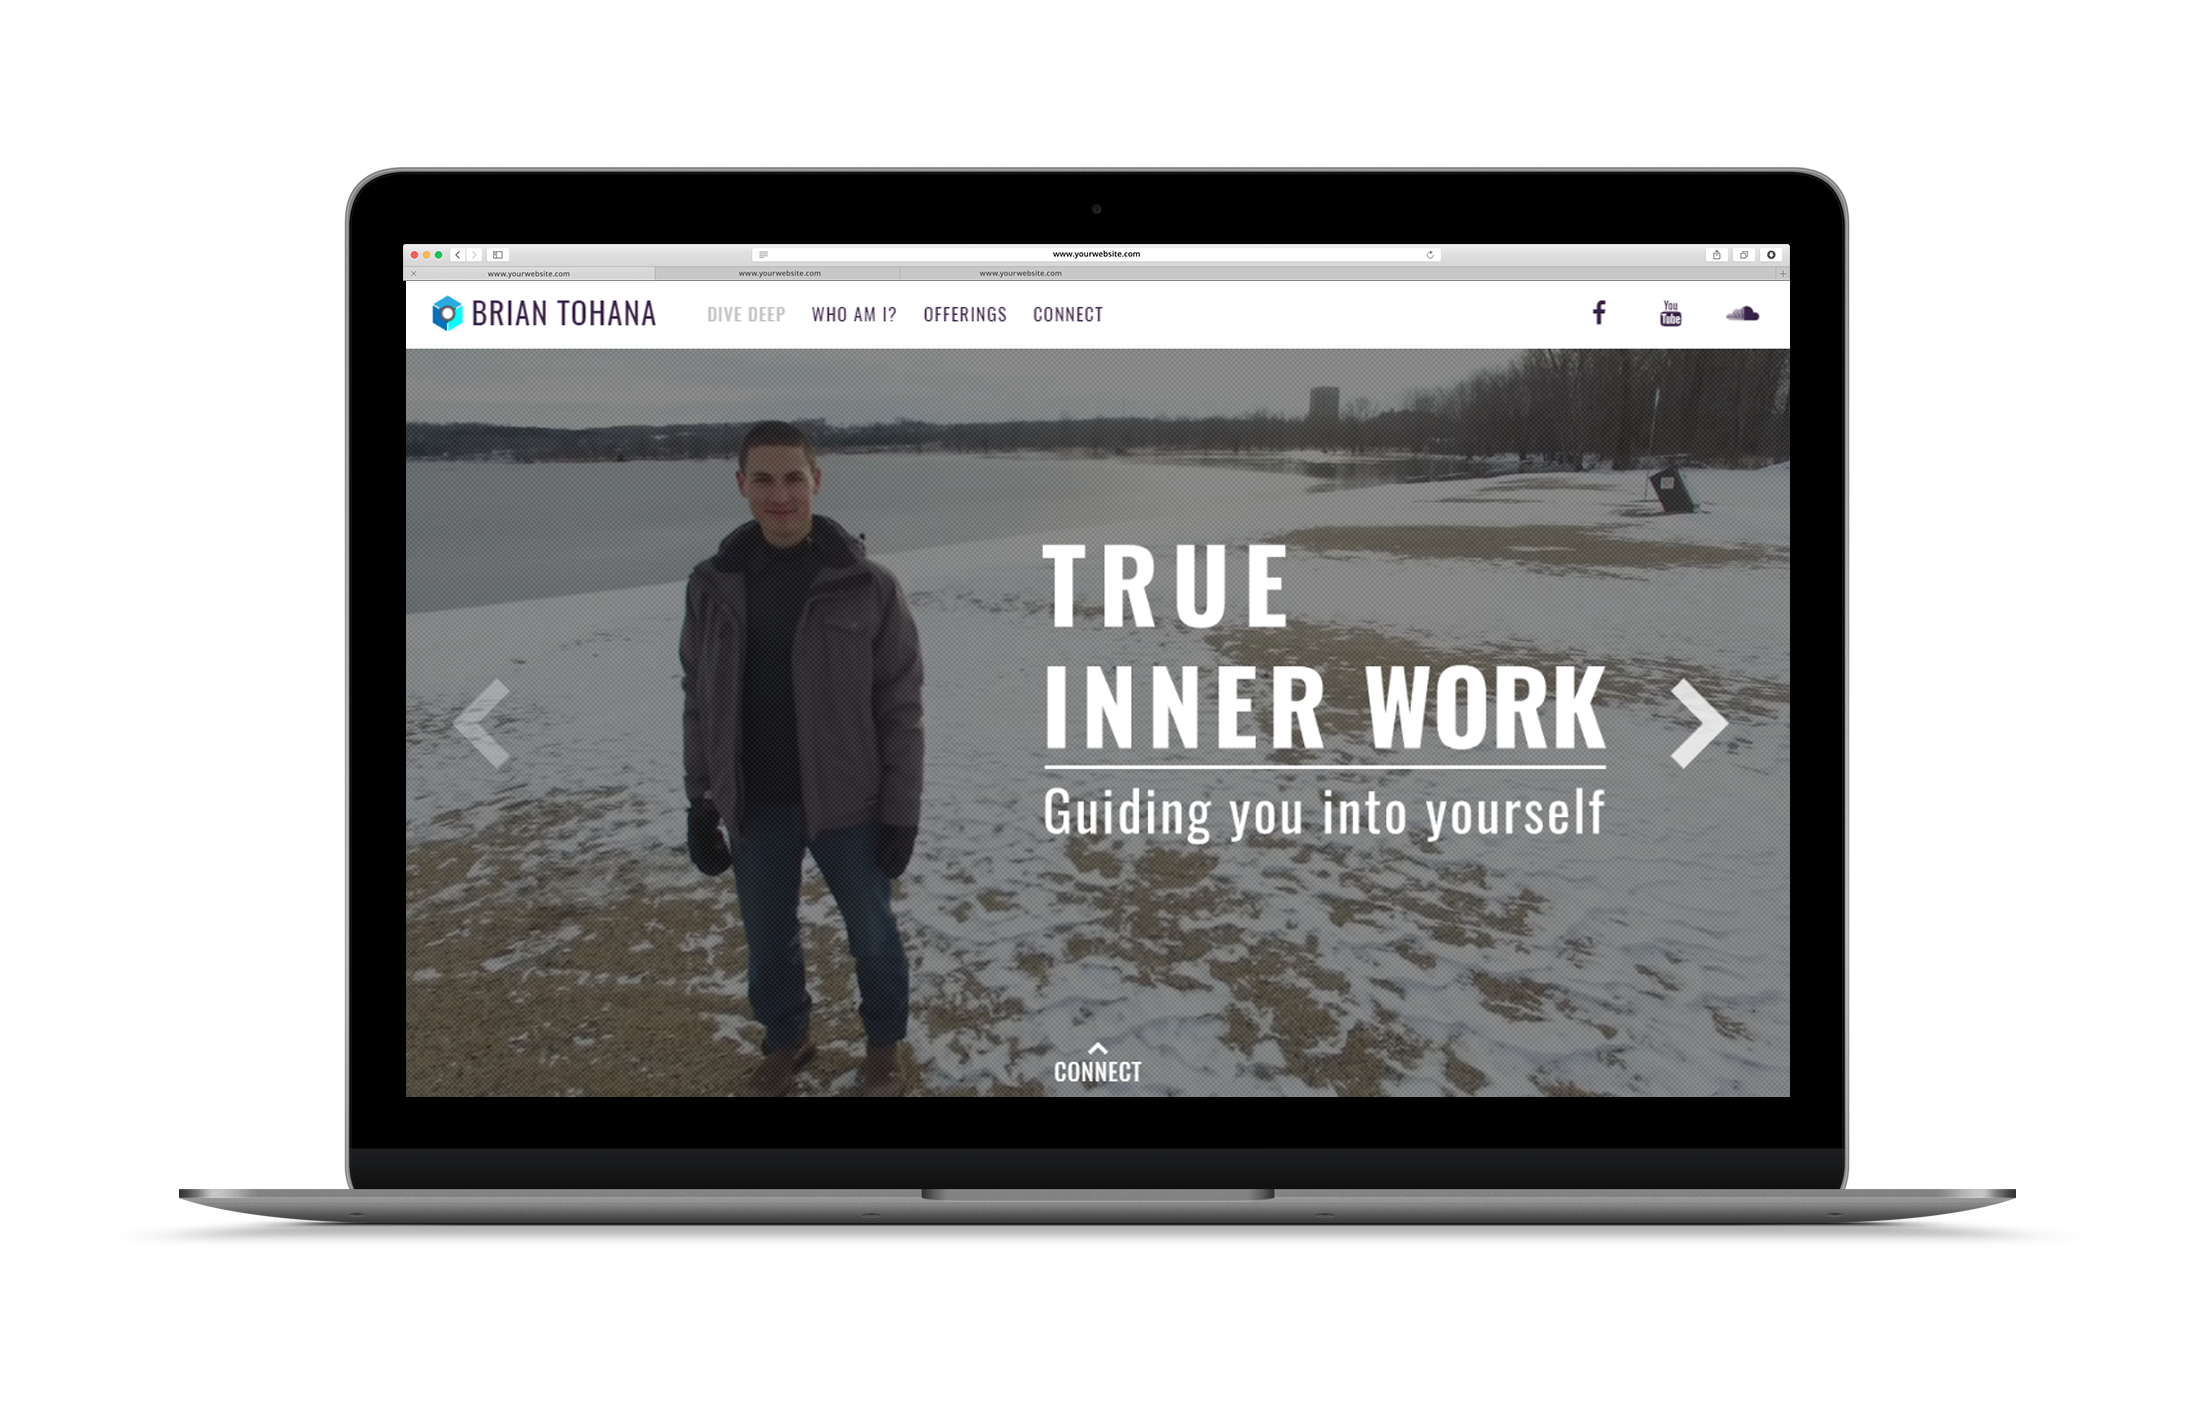 www.yourwebsite.com
www.yourwebsite.com www.yourwebsite.com www.yourwebsite.com
BRIAN TOHANA DIVE DEEP WHO AM I? OFFERINGS CONNECT You Tube
TRUE
INNER WORK
Guiding you into yourself
CONNECT